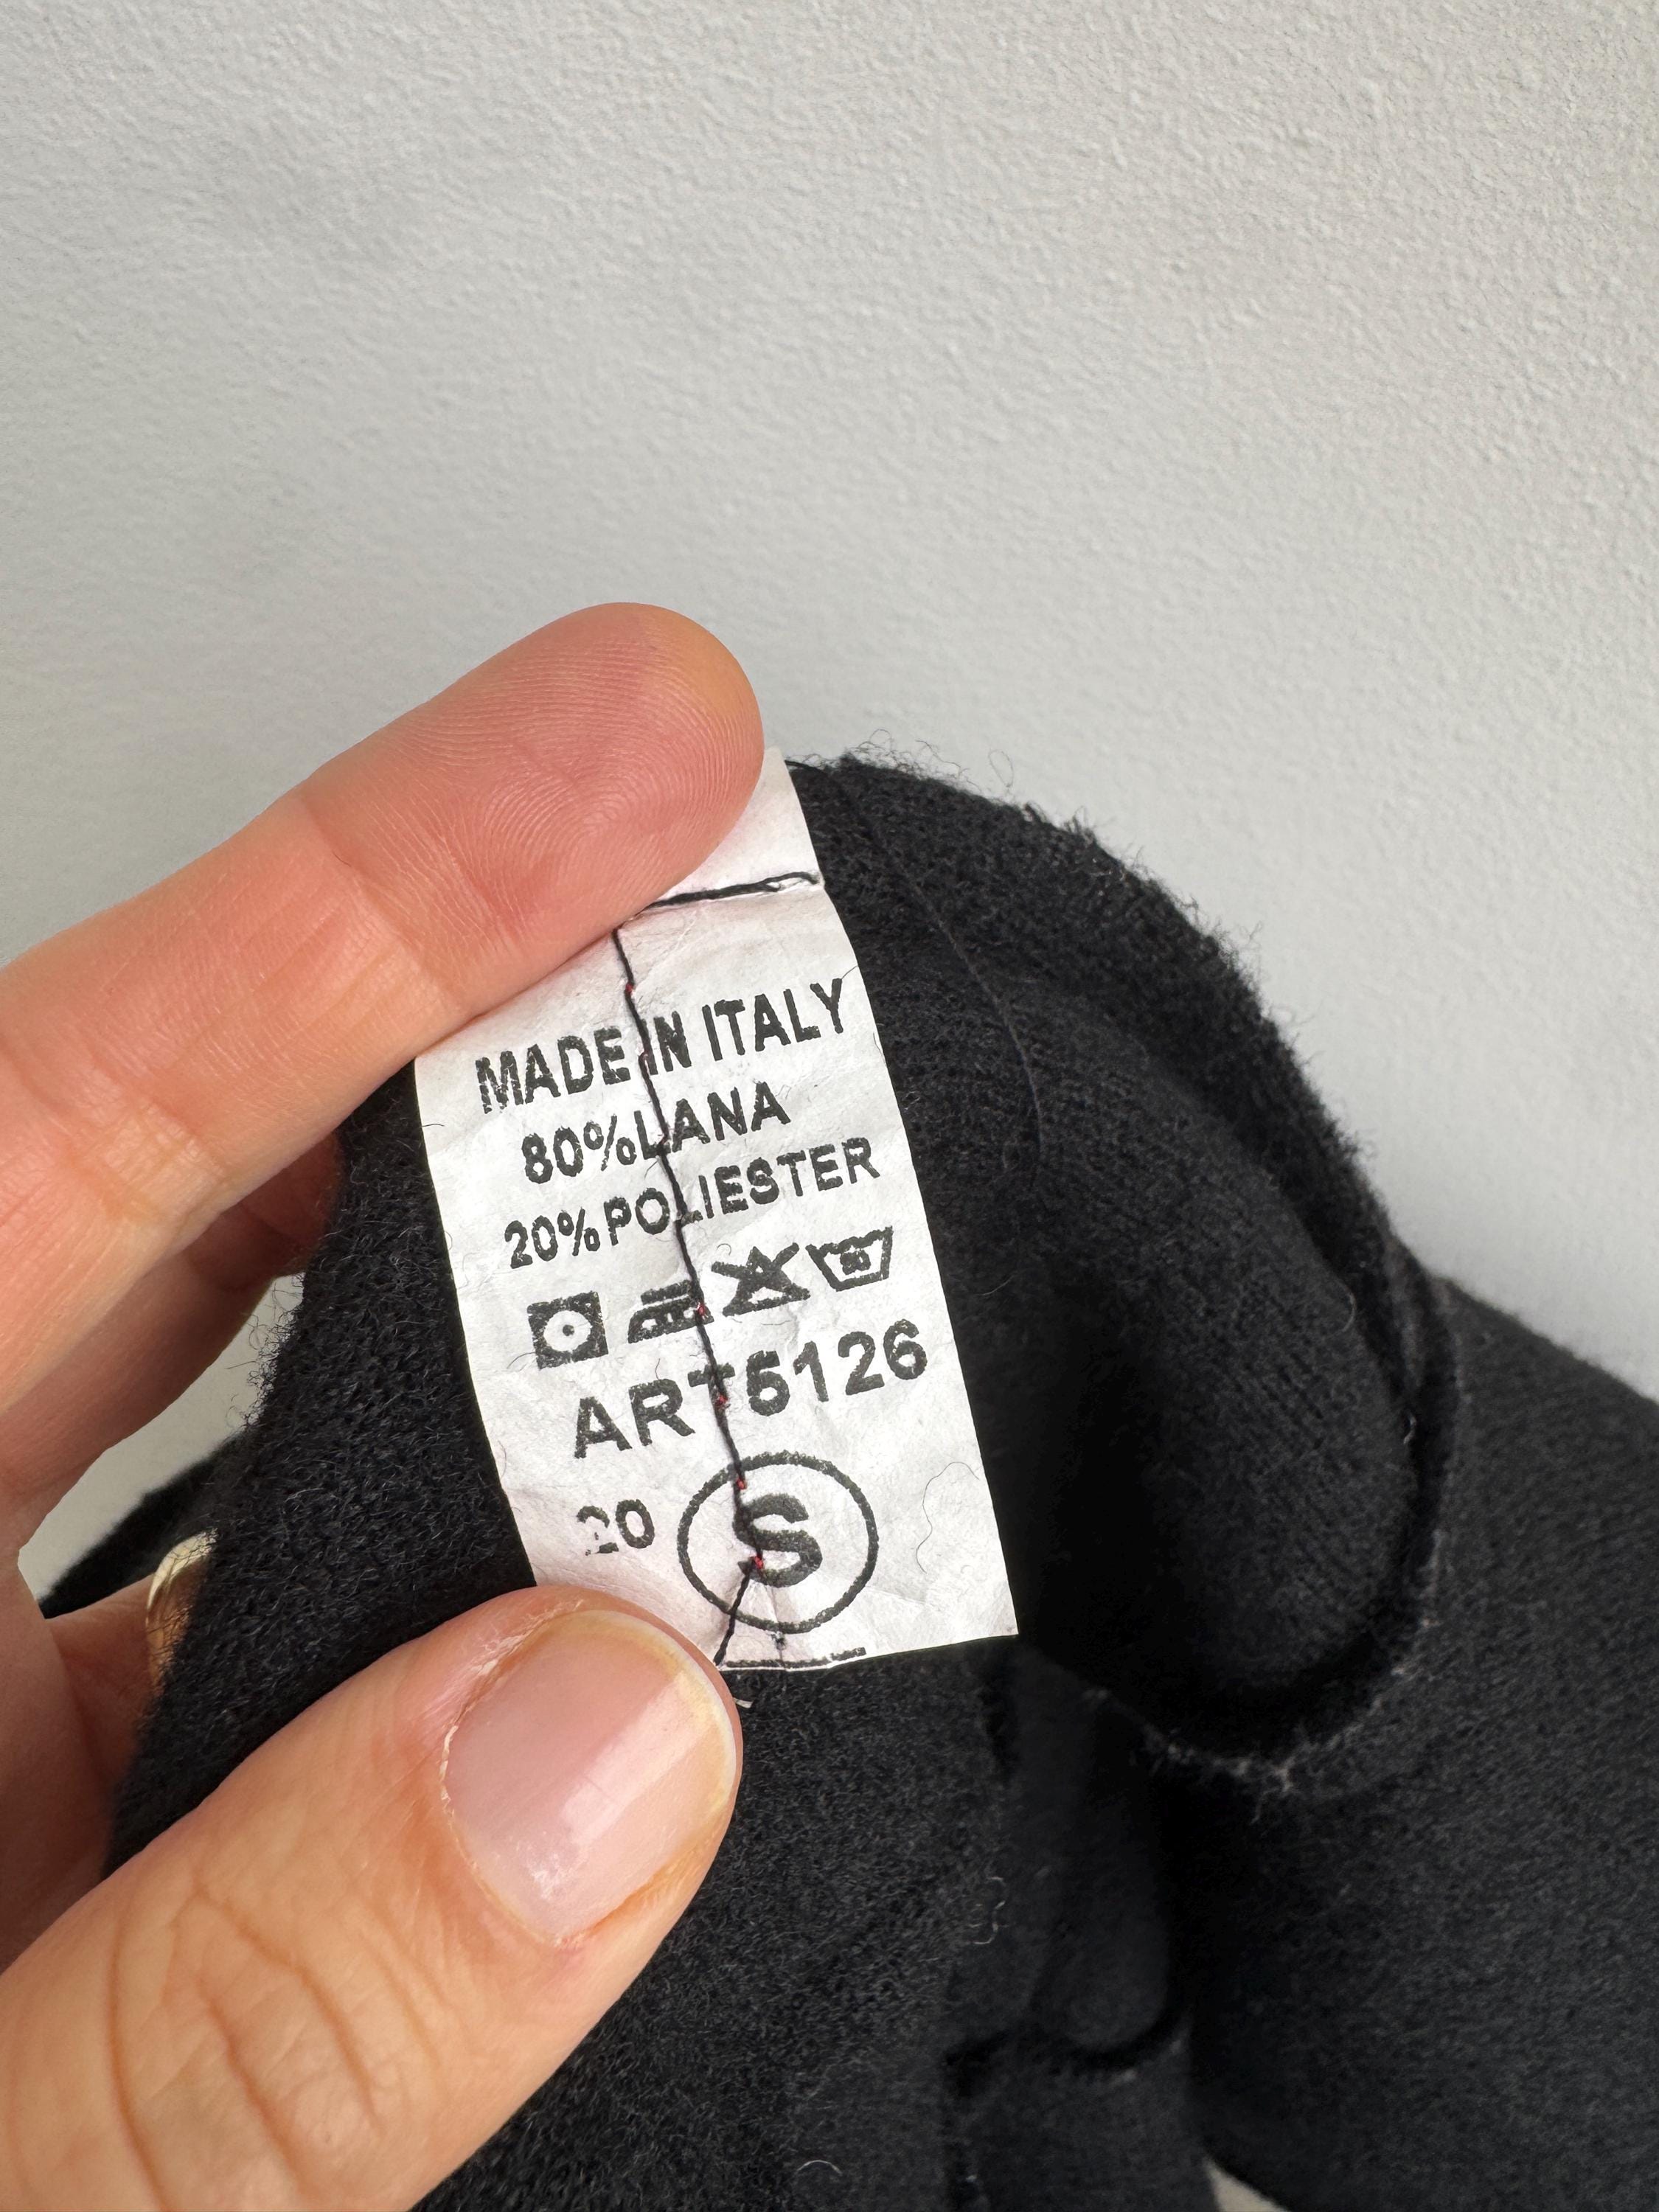 MADE IN ITALY
80%LANA
20%POLIESTER
ART5126
20 S